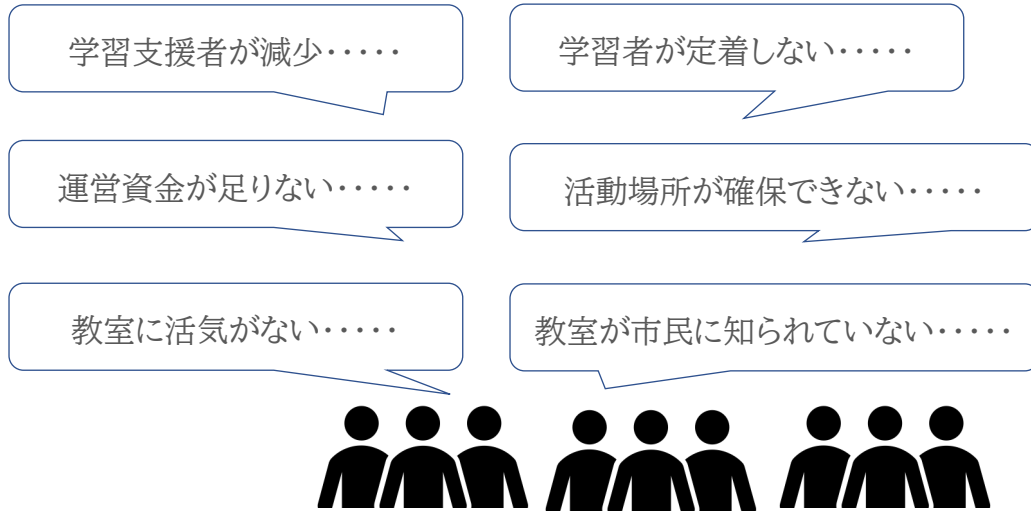 学習支援者が減少・・・・・
学習者が定着しない・・・・・
運営資金が足りない・・・・・
活動場所が確保できない・・・・・
教室に活気がない・・・・・
教室が市民に知られていない・・・・・